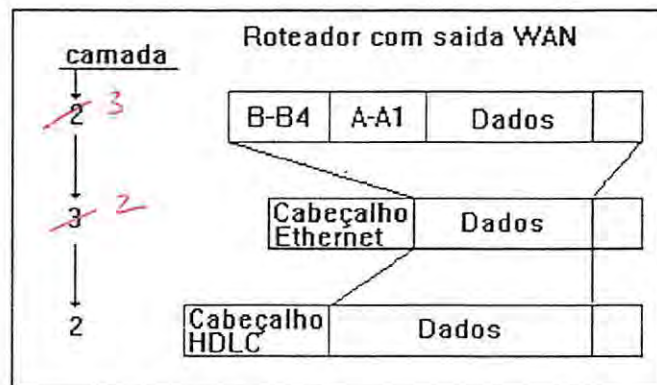 Roteador com saida WAN
camada
2 3
B-B4 A-A1 Dados
3 2
Cabeçalho
Ethernet
Dados
2
Cabeçalho
HDLC
Dados